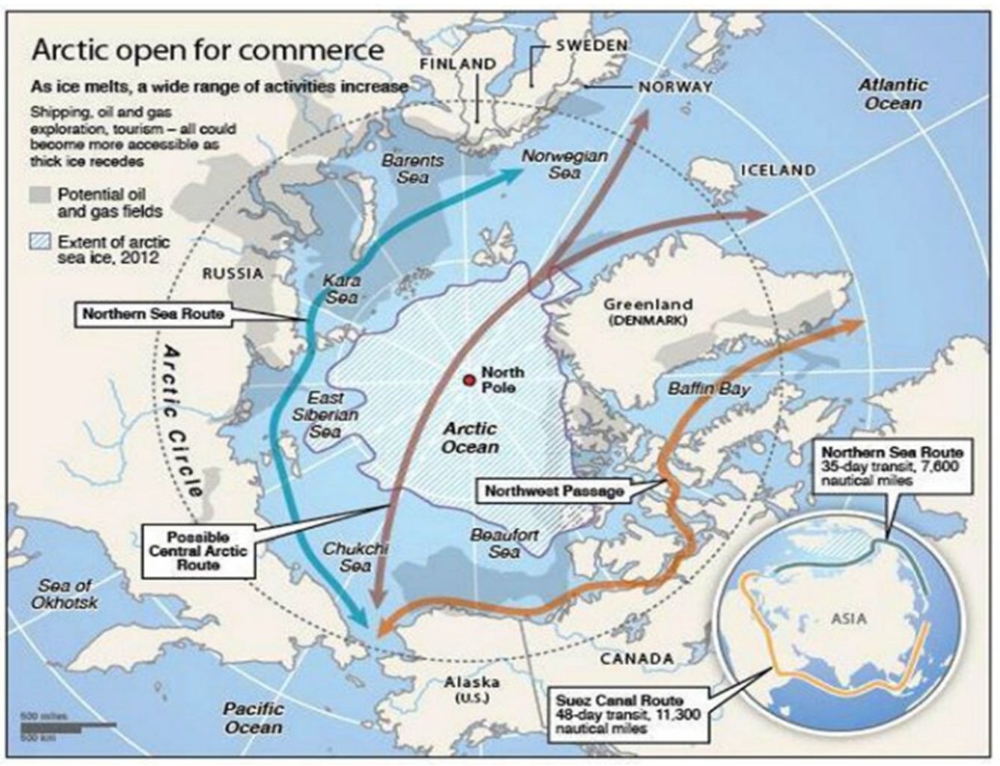 Arctic open for commerce
As ice melts, a wide range of activities increase
Shipping, oil and gas
exploration, tourism – all could
become more accessible as
thick ice recedes
Potential oil
and gas fields
Extent of arctic
sea ice, 2012
FINLAND
SWEDEN
NORWAY
Atlantic
Ocean
Barents
Sea
Norwegian
Sea
ICELAND
RUSSIA
Kara
Sea
Northern Sea Route
Greenland
(DENMARK)
Arctic Circle
North
Pole
East
Siberian
Sea
Baffin Bay
Arctic
Ocean
Northwest Passage
Northern Sea Route
35-day transit, 7,600
nautical miles
Possible
Central Arctic
Route
Chukchi
Sea
Beaufort
Sea
Sea of
Okhotsk
ASIA
CANADA
Alaska
(U.S.)
Suez Canal Route
48-day transit, 11,300
nautical miles
Pacific
Ocean
500 miles
500 km